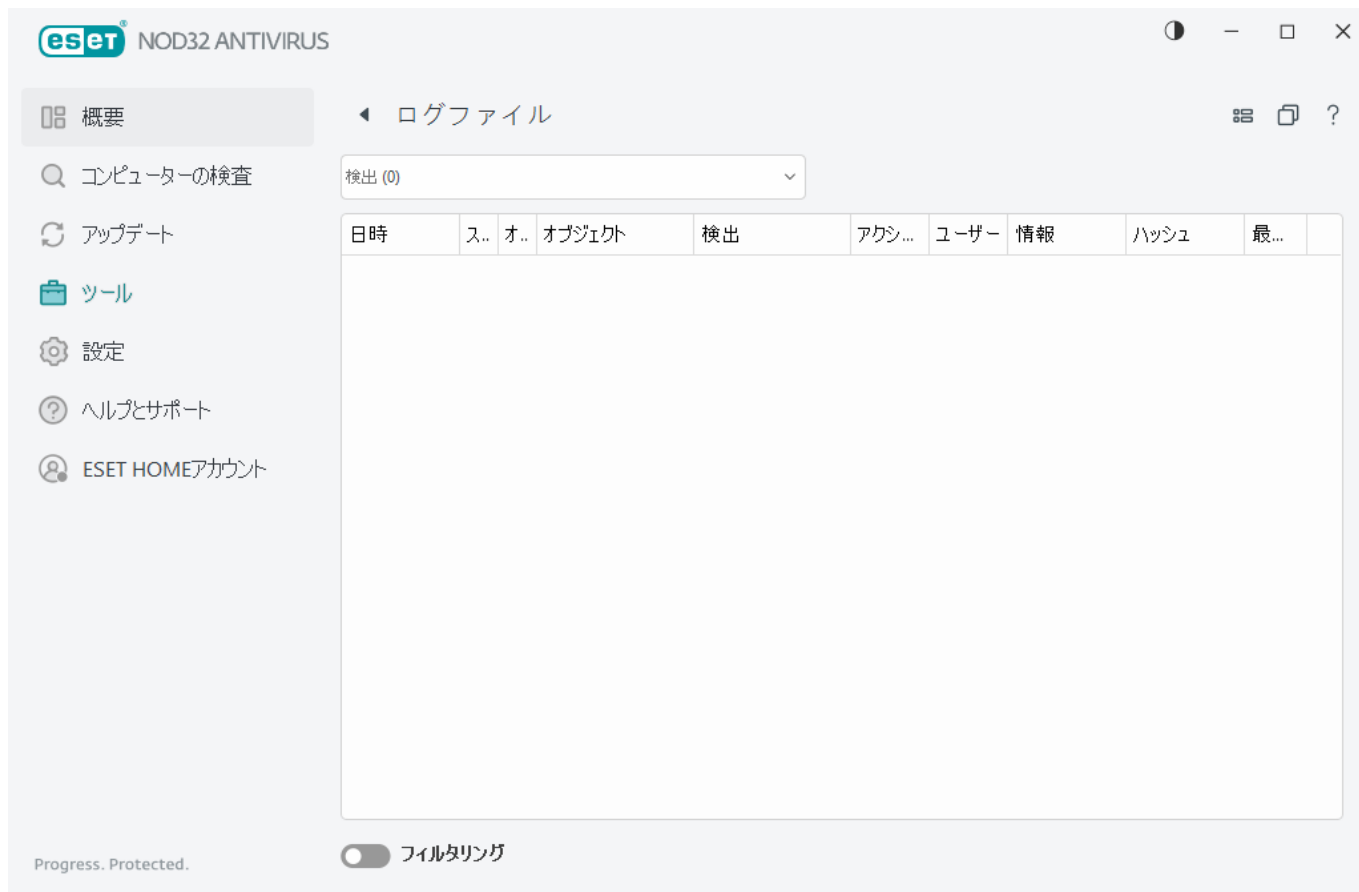 eset® NOD32 ANTIVIRUS
概要
コンピューターの検査
アップデート
ツール
設定
ヘルプとサポート
ESET HOMEアカウント
Progress. Protected.
ログファイル
?
検出 (0)
日時 ス... オ... オブジェクト 検出 アクシ... ユーザー 情報 ハッシュ 最...
フィルタリング